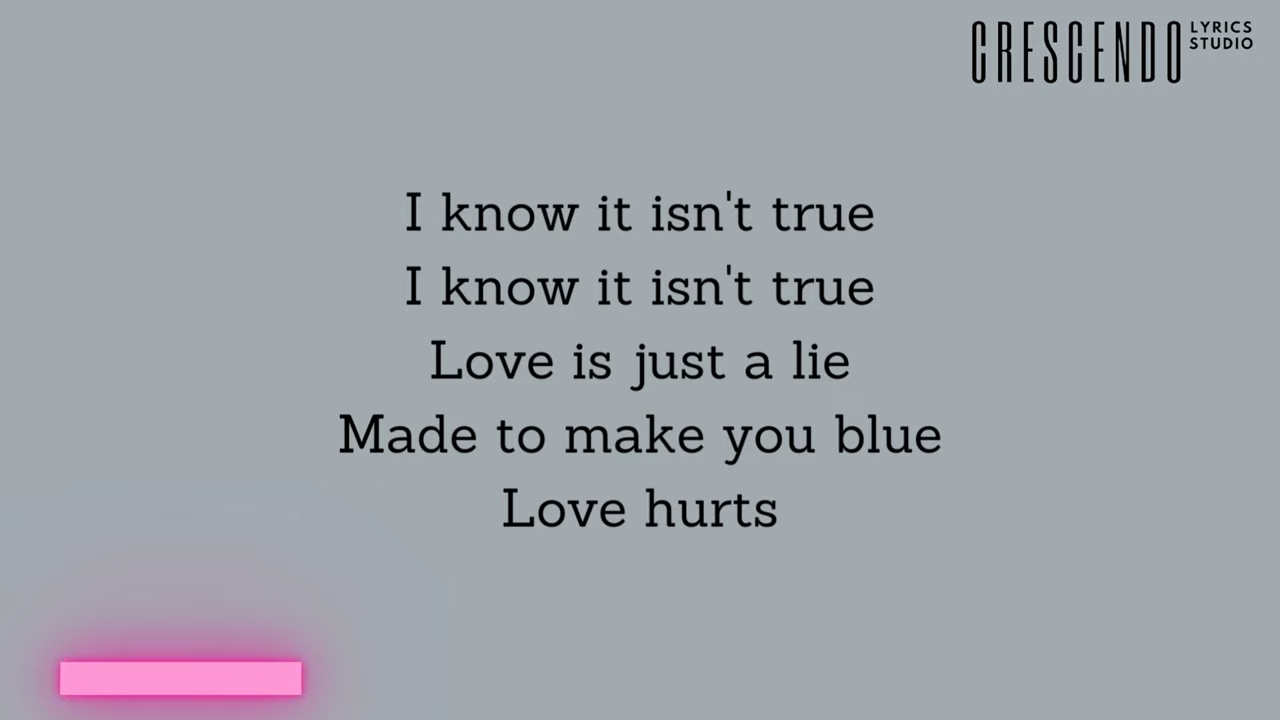 CRESCENDO LYRICS
STUDIO
I know it isn't true
I know it isn't true
Love is just a lie
Made to make you blue
Love hurts